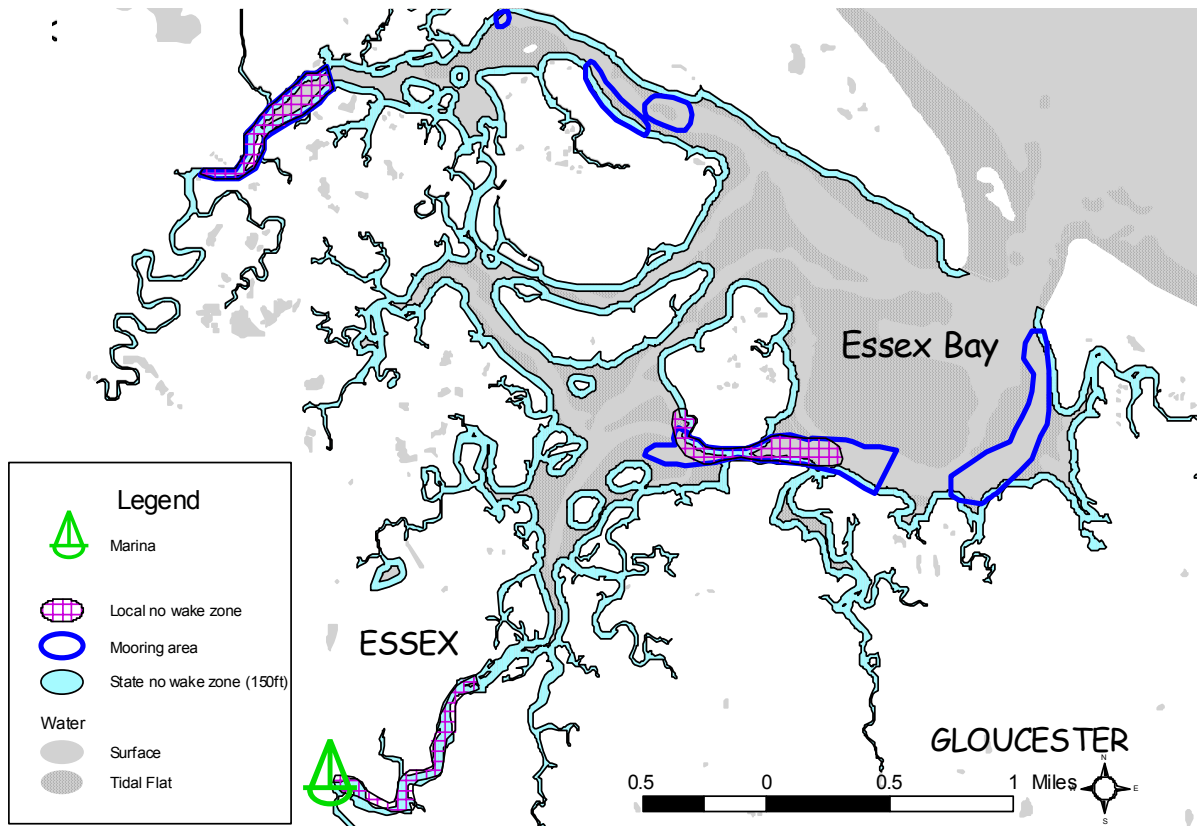 Essex Bay
Legend
Marina
Local no wake zone
Mooring area
State no wake zone (150ft)
Water
Surface
Tidal Flat
ESSEX
GLOUCESTER
0.5 0 0.5 1 Miles
N
W E
S